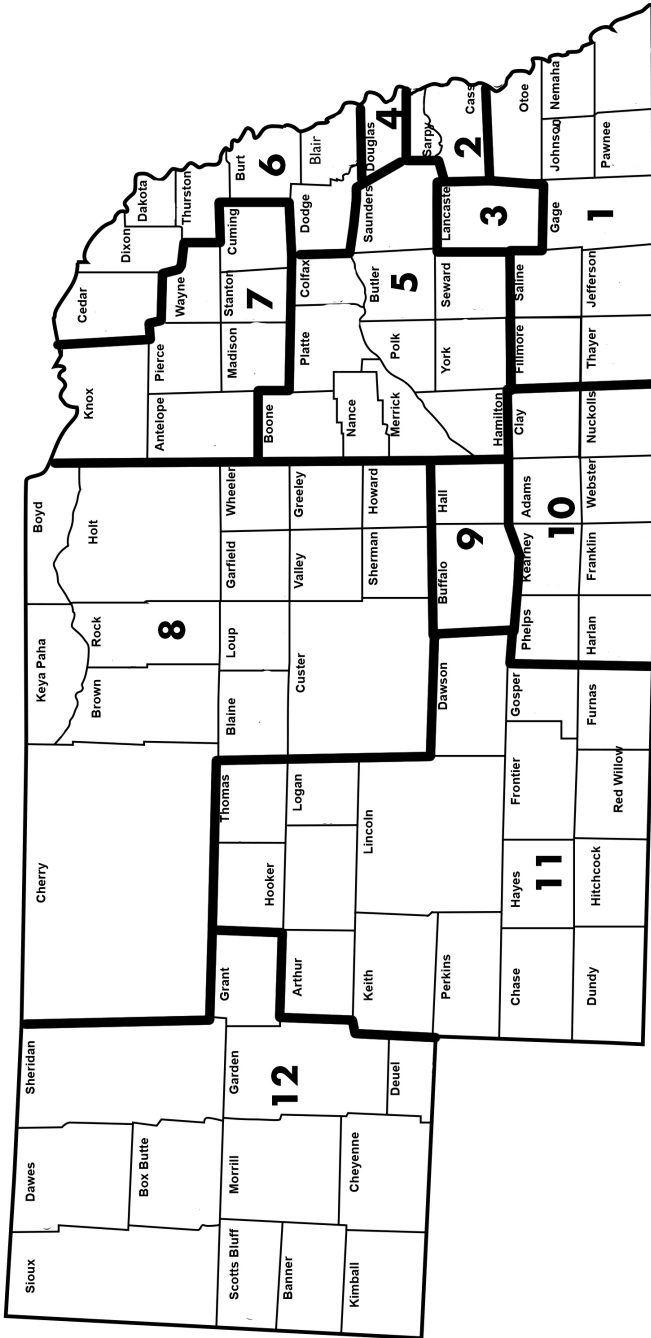 Sioux
Dawes
Sheridan
Cherry
Keya Paha
Boyd
Knox
Cedar
Dixon
Dakota
Box Butte
Brown
Rock
8
Holt
Antelope
Pierce
Wayne
Thurston
Scotts Bluff
Morrill
Garden
Grant
Hooker
Thomas
Blaine
Loup
Garfield
Wheeler
Boone
Madison
Stanton
7
Cuming
6
Burt
Banner
12
Arthur
Logan
Custer
Valley
Greeley
Platte
Colfax
Dodge
Blair
Kimball
Cheyenne
Deuel
Keith
Lincoln
Sherman
Howard
Nance
Merrick
Polk
Butler
5
Saunders
Douglas
4
Perkins
Dawson
Buffalo
9
Hall
Hamilton
York
Seward
Lancaste
3
2
Sarpy
Cass
Chase
Hayes
11
Frontier
Gosper
Phelps
Kearney
10
Adams
Clay
Fillmore
Saline
Gage
1
Johnson
Otoe
Nemaha
Dundy
Hitchcock
Red Willow
Furnas
Harlan
Franklin
Webster
Nuckolls
Thayer
Jefferson
Pawnee